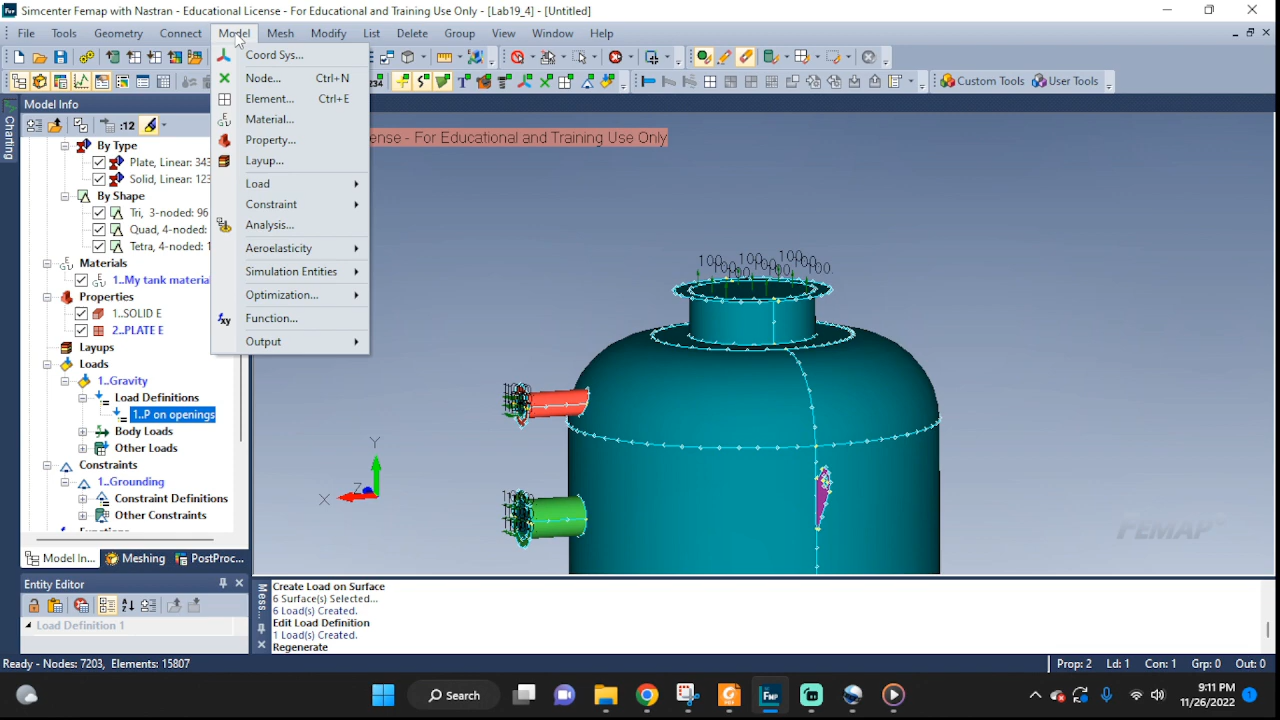 Simcenter Femap with Nastran - Educational License - For Educational and Training Use Only - [Lab19_4] - [Untitled]
File Tools Geometry Connect Model Mesh Modify List Delete Group View Window Help
Custom Tools User Tools
Model Info
Charting
:12
By Type
Plate, Linear: 343
Solid, Linear: 123
By Shape
Tri, 3-noded: 96
Quad, 4-noded:
Tetra, 4-noded: 1
Materials
1..My tank materia
Properties
1..SOLID E
2..PLATE E
Layups
Loads
1..Gravity
Load Definitions
1..P on openings
Body Loads
Other Loads
Constraints
1..Grounding
Constraint Definitions
Other Constraints
Model In... Meshing PostProc...
Entity Editor
Load Definition 1
Coord Sys...
Node... Ctrl+N
Element... Ctrl+E
Material...
Property...
Layup...
Load
Constraint
Analysis...
Aeroelasticity
Simulation Entities
Optimization...
Function...
Output
ense - For Educational and Training Use Only
Y
X
Z
FEMAP
Mess...
Create Load on Surface
6 Surface(s) Selected...
6 Load(s) Created.
Edit Load Definition
1 Load(s) Created.
Regenerate
Ready - Nodes: 7203, Elements: 15807
Prop: 2 Ld: 1 Con: 1 Grp: 0 Out: 0
Search
9:11 PM
11/26/2022
1